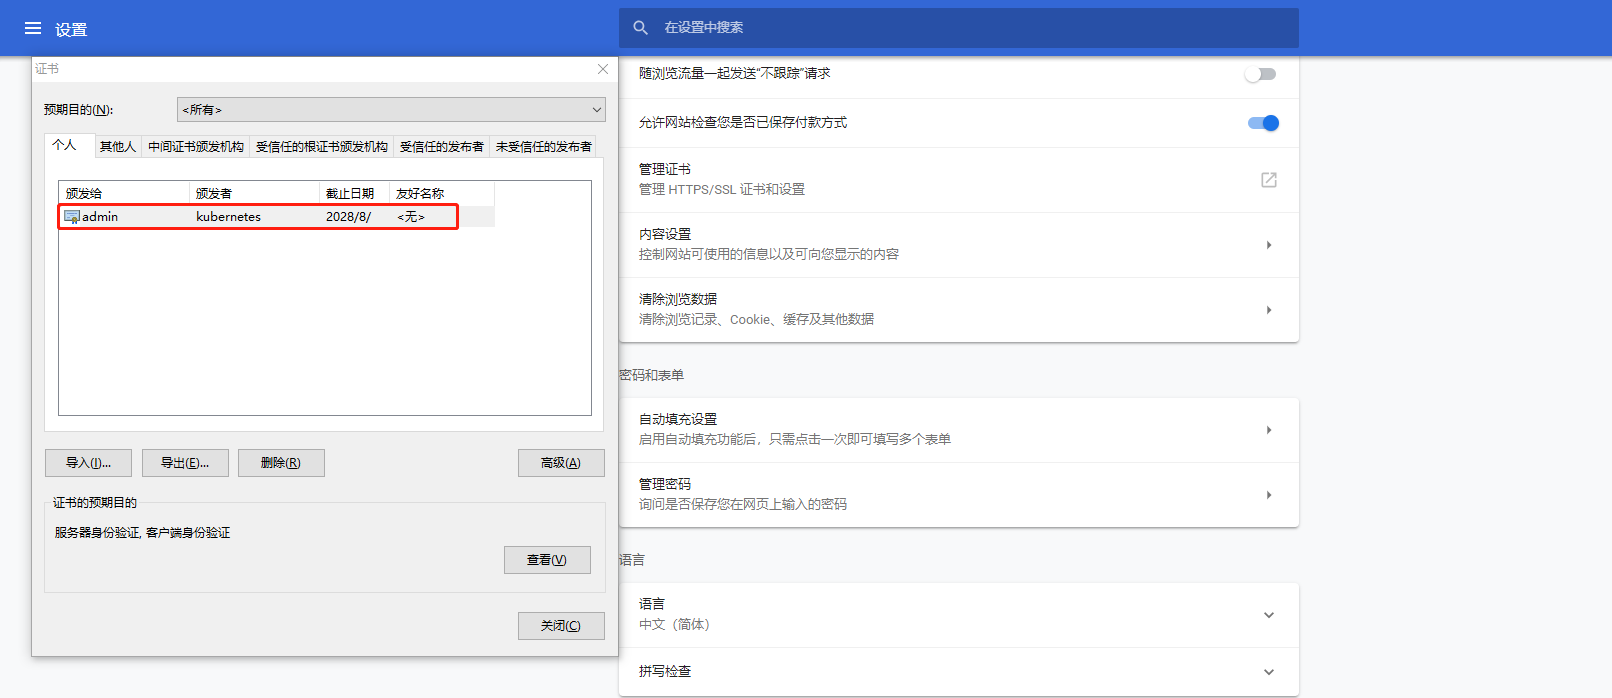 设置
在设置中搜索
证书
预期目的(N):
<所有>
个人 其他人 中间证书颁发机构 受信任的根证书颁发机构 受信任的发布者 未受信任的发布者
颁发给 颁发者 截止日期 友好名称
admin kubernetes 2028/8/ <无>
导入(I)... 导出(E)... 删除(R) 高级(A)
证书的预期目的
服务器身份验证, 客户端身份验证
查看(V)
关闭(C)
随浏览流量一起发送“不跟踪”请求
允许网站检查您是否已保存付款方式
管理证书
管理 HTTPS/SSL 证书和设置
内容设置
控制网站可使用的信息以及可向您显示的内容
清除浏览数据
清除浏览记录、Cookie、缓存及其他数据
密码和表单
自动填充设置
启用自动填充功能后，只需点击一次即可填写多个表单
管理密码
询问是否保存您在网页上输入的密码
语言
语言
中文（简体）
拼写检查